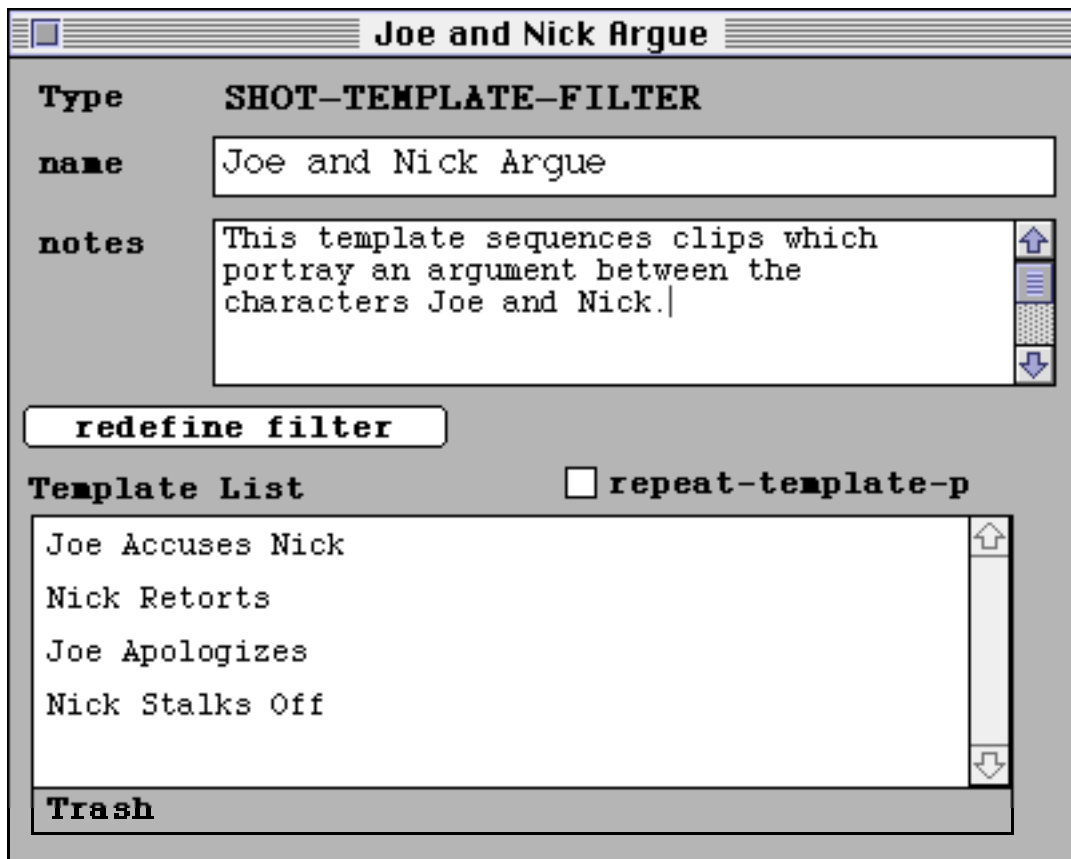 Joe and Nick Argue
Type SHOT-TEMPLATE-FILTER
name Joe and Nick Argue
notes This template sequences clips which
portray an argument between the
characters Joe and Nick.
redefine filter
Template List repeat-template-p
Joe Accuses Nick
Nick Retorts
Joe Apologizes
Nick Stalks Off
Trash